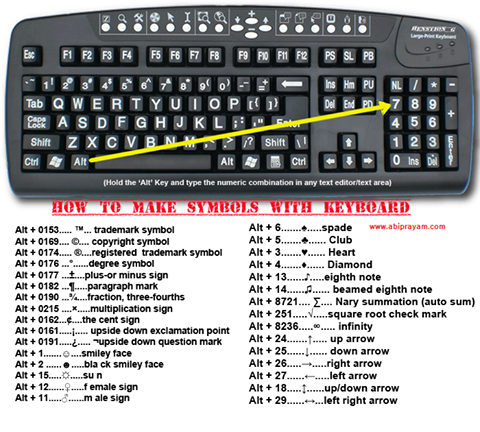 KENSTON G
Large-Print Keyboard
Esc F1 F2 F3 F4 F5 F6 F7 F8 F9 F10 F11 F12 PS SL PB
~` !1 @2 #3 $4 %5 ^6 &7 *8 (9 )0 _- += ← Ins Hm PU NL / * -
Tab Q W E R T Y U I O P {[ }] Del End PD 7 8 9 +
Caps Lock A S D F G H J K L :; "' Enter 4 5 6
Shift Z X C V B N M <, >. ?/ Shift |\ 1 2 3 Enter
Ctrl Alt Alt Ctrl 0 Ins Del
(Hold the 'Alt' Key and type the numeric combination in any text editor/text area)
HOW TO MAKE SYMBOLS WITH KEYBOARD
www.abiprayam.com
Alt + 0153..... ™... trademark symbol
Alt + 0169.... ©.... copyright symbol
Alt + 0174..... ®....registered trademark symbol
Alt + 0176 ...°......degree symbol
Alt + 0177 ...±....plus-or minus sign
Alt + 0182 ...¶.....paragraph mark
Alt + 0190 ...¾....fraction, three-fourths
Alt + 0215 ....×.....multiplication sign
Alt + 0162...¢....the cent sign
Alt + 0161.....¡..... upside down exclamation point
Alt + 0191.....¿..... ¬upside down question mark
Alt + 1.......☺....smiley face
Alt + 2 ......☻.....bla ck smiley face
Alt + 15.....☼.....su n
Alt + 12......♀.....f emale sign
Alt + 11.....♂......m ale sign
Alt + 6.......♠.....spade
Alt + 5.......♣...... Club
Alt + 3.......♥...... Heart
Alt + 4.......♦...... Diamond
Alt + 13......♪.....eighth note
Alt + 14......♫...... beamed eighth note
Alt + 8721.... ∑.... Nary summation (auto sum)
Alt + 251.....√.....square root check mark
Alt + 8236.....∞..... infinity
Alt + 24.......↑..... up arrow
Alt + 25......↓...... down arrow
Alt + 26.....→.....right arrow
Alt + 27......←.....left arrow
Alt + 18.....↕......up/down arrow
Alt + 29......↔...left right arrow